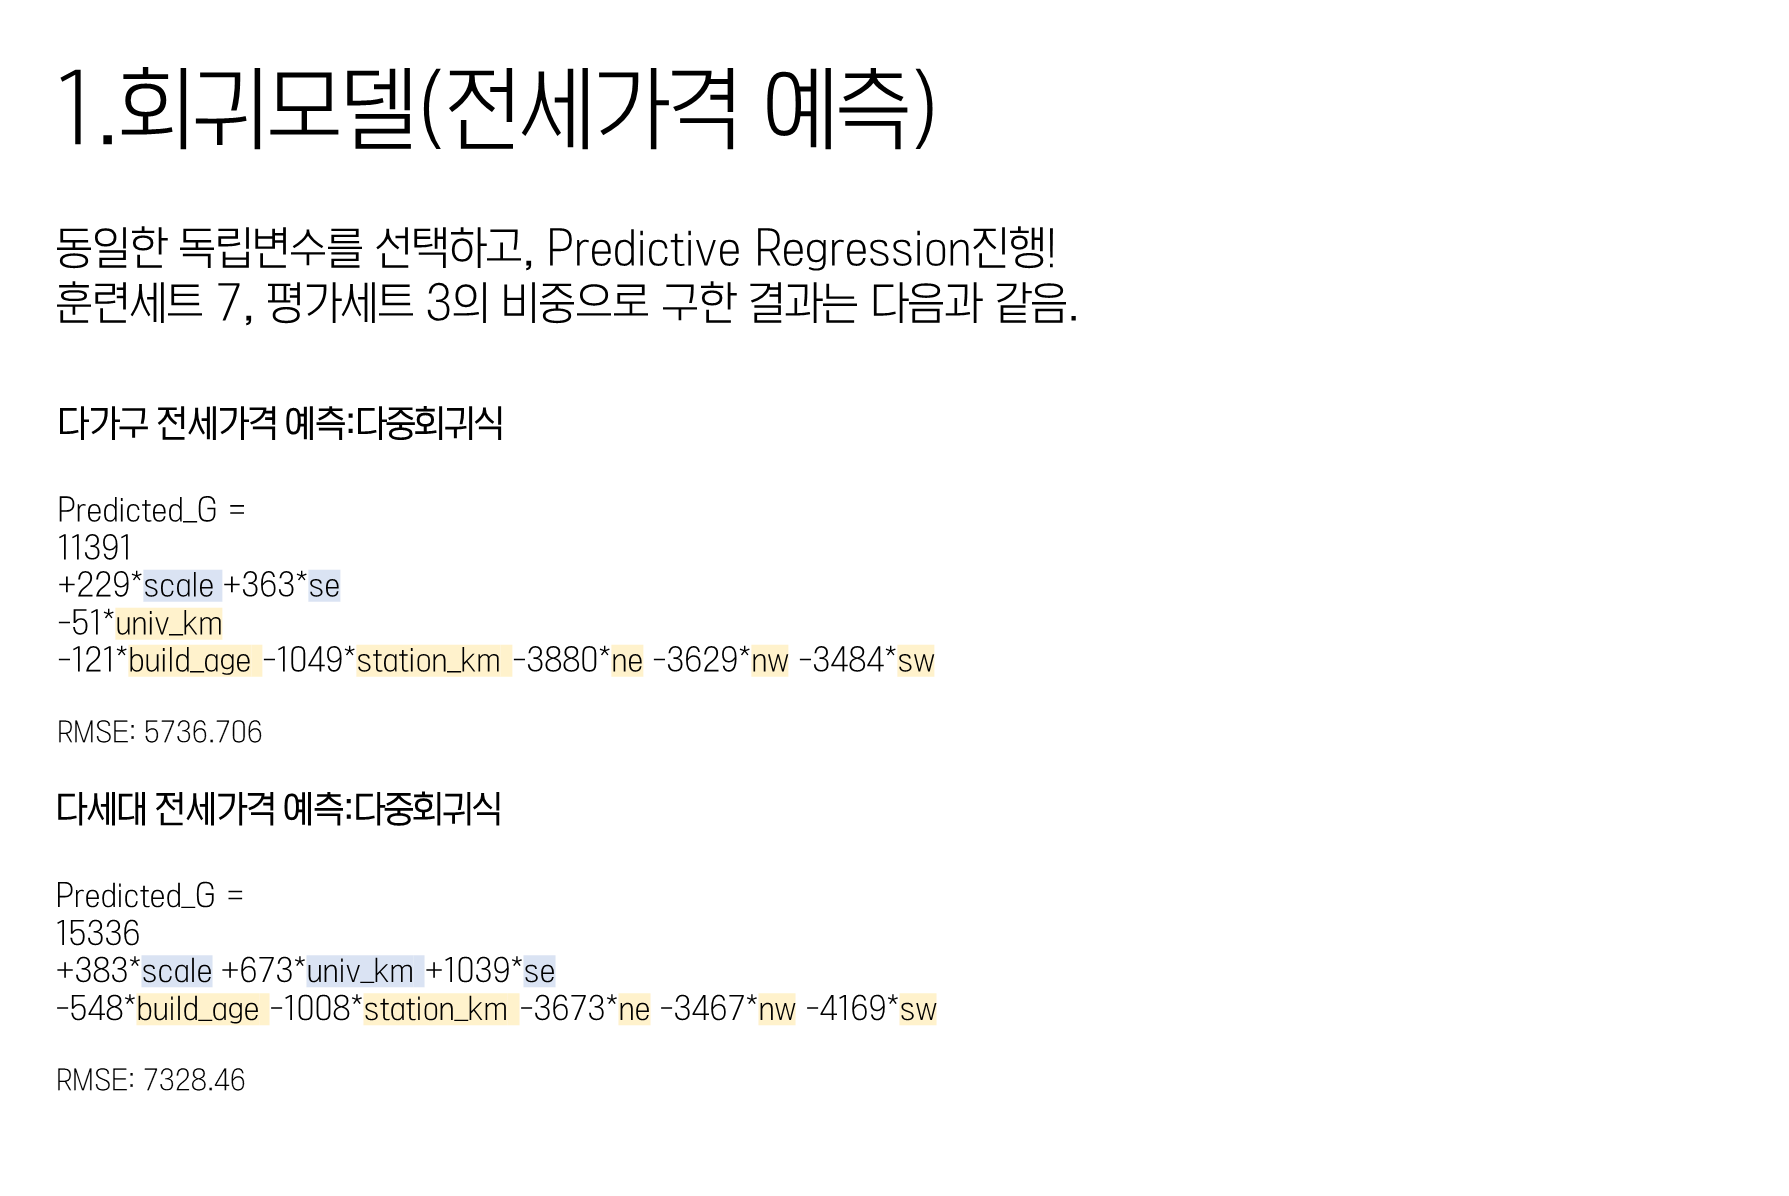 1.회귀모델(전세가격 예측)
동일한 독립변수를 선택하고, Predictive Regression진행!
훈련세트 7, 평가세트 3의 비중으로 구한 결과는 다음과 같음.
다가구 전세가격 예측:다중회귀식
Predicted_G =
11391
+229*scale +363*se
-51*univ_km
-121*build_age -1049*station_km -3880*ne -3629*nw -3484*sw
RMSE: 5736.706
다세대 전세가격 예측:다중회귀식
Predicted_G =
15336
+383*scale +673*univ_km +1039*se
-548*build_age -1008*station_km -3673*ne -3467*nw -4169*sw
RMSE: 7328.46